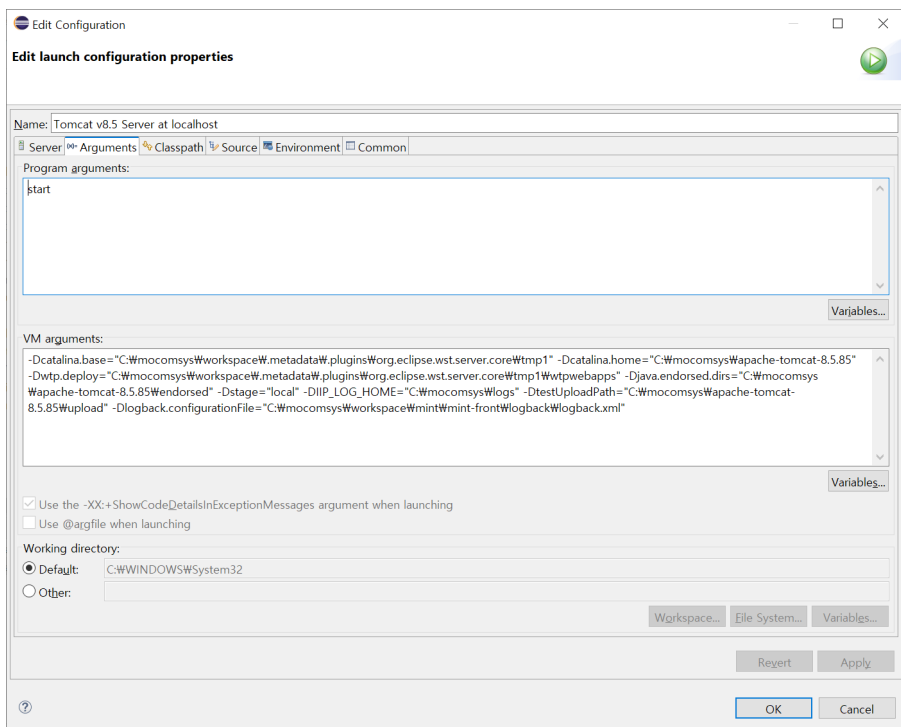 Edit Configuration
Edit launch configuration properties
Name: Tomcat v8.5 Server at localhost
Server Arguments Classpath Source Environment Common
Program arguments:
start
Variables...
VM arguments:
-Dcatalina.base="C:₩mocomsys₩workspace₩.metadata₩.plugins₩org.eclipse.wst.server.core₩tmp1" -Dcatalina.home="C:₩mocomsys₩apache-tomcat-8.5.85"
-Dwtp.deploy="C:₩mocomsys₩workspace₩.metadata₩.plugins₩org.eclipse.wst.server.core₩tmp1₩wtpwebapps" -Djava.endorsed.dirs="C:₩mocomsys
₩apache-tomcat-8.5.85₩endorsed" -Dstage="local" -DIIP_LOG_HOME="C:₩mocomsys₩logs" -DtestUploadPath="C:₩mocomsys₩apache-tomcat-
8.5.85₩upload" -Dlogback.configurationFile="C:₩mocomsys₩workspace₩mint₩mint-front₩logback₩logback.xml"
Variables...
Use the -XX:+ShowCodeDetailsInExceptionMessages argument when launching
Use @argfile when launching
Working directory:
Default: C:₩WINDOWS₩System32
Other:
Workspace... File System... Variables...
Revert Apply
? OK Cancel